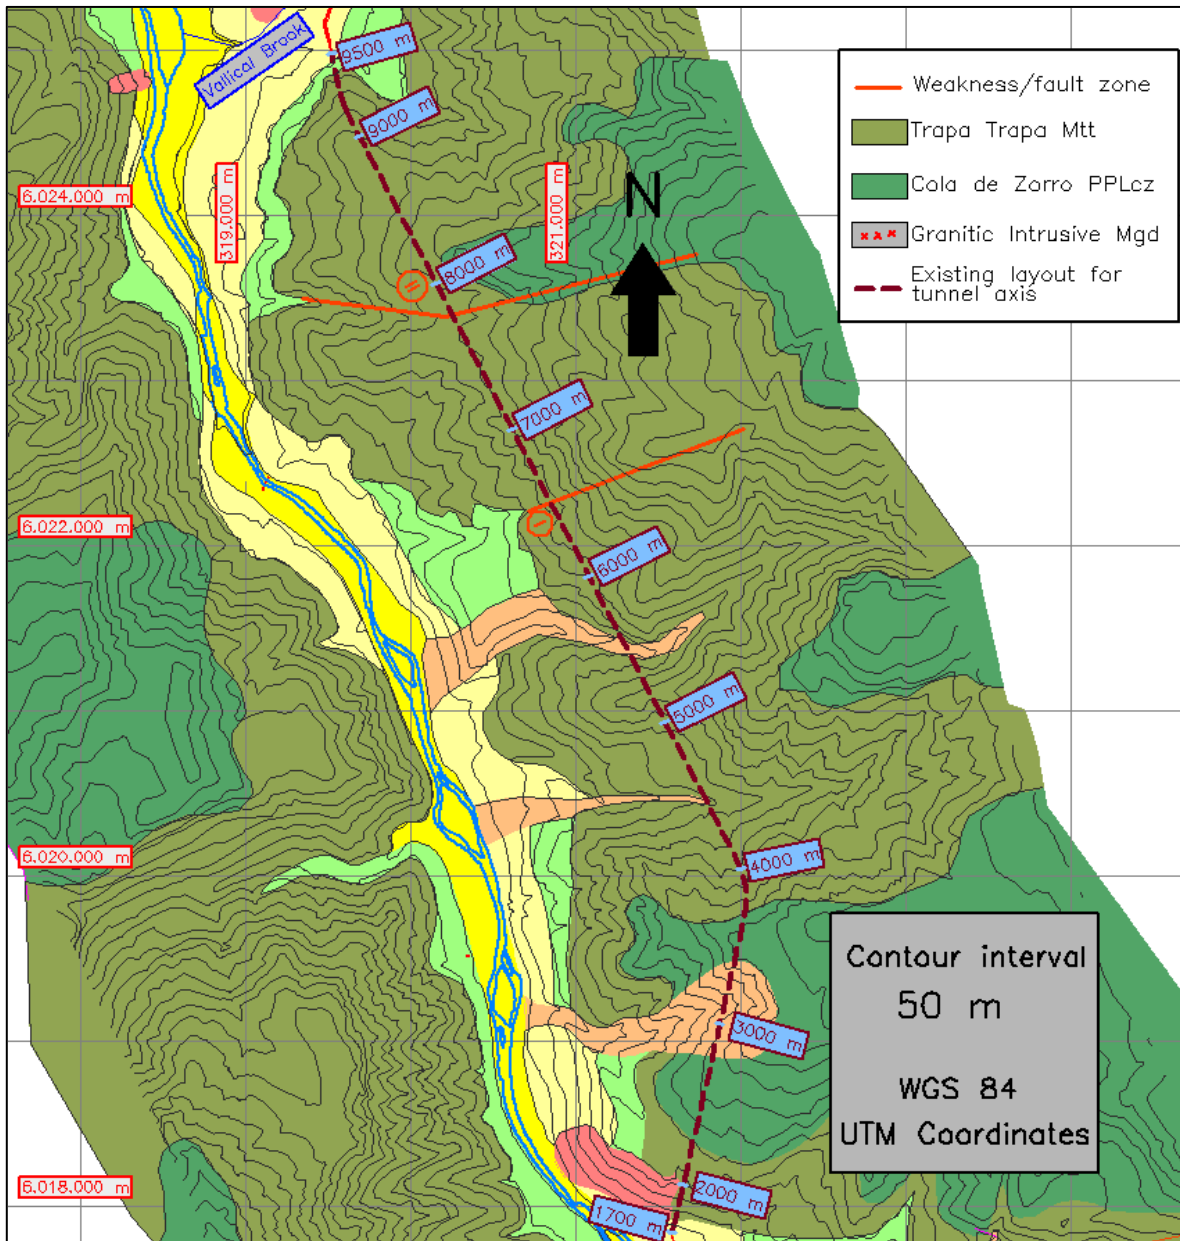 Vallical Brook
9500 m
9000 m
Weakness/fault zone
Trapa Trapa Mtt
Cola de Zorro PPLcz
Granitic Intrusive Mgd
Existing layout for
tunnel axis
6.024.000 m
319.000 m
321.000 m
N
8000 m
II
7000 m
6.022.000 m
I
6000 m
5000 m
6.020.000 m
4000 m
Contour interval
50 m
WGS 84
UTM Coordinates
3000 m
6.018.000 m
2000 m
1700 m